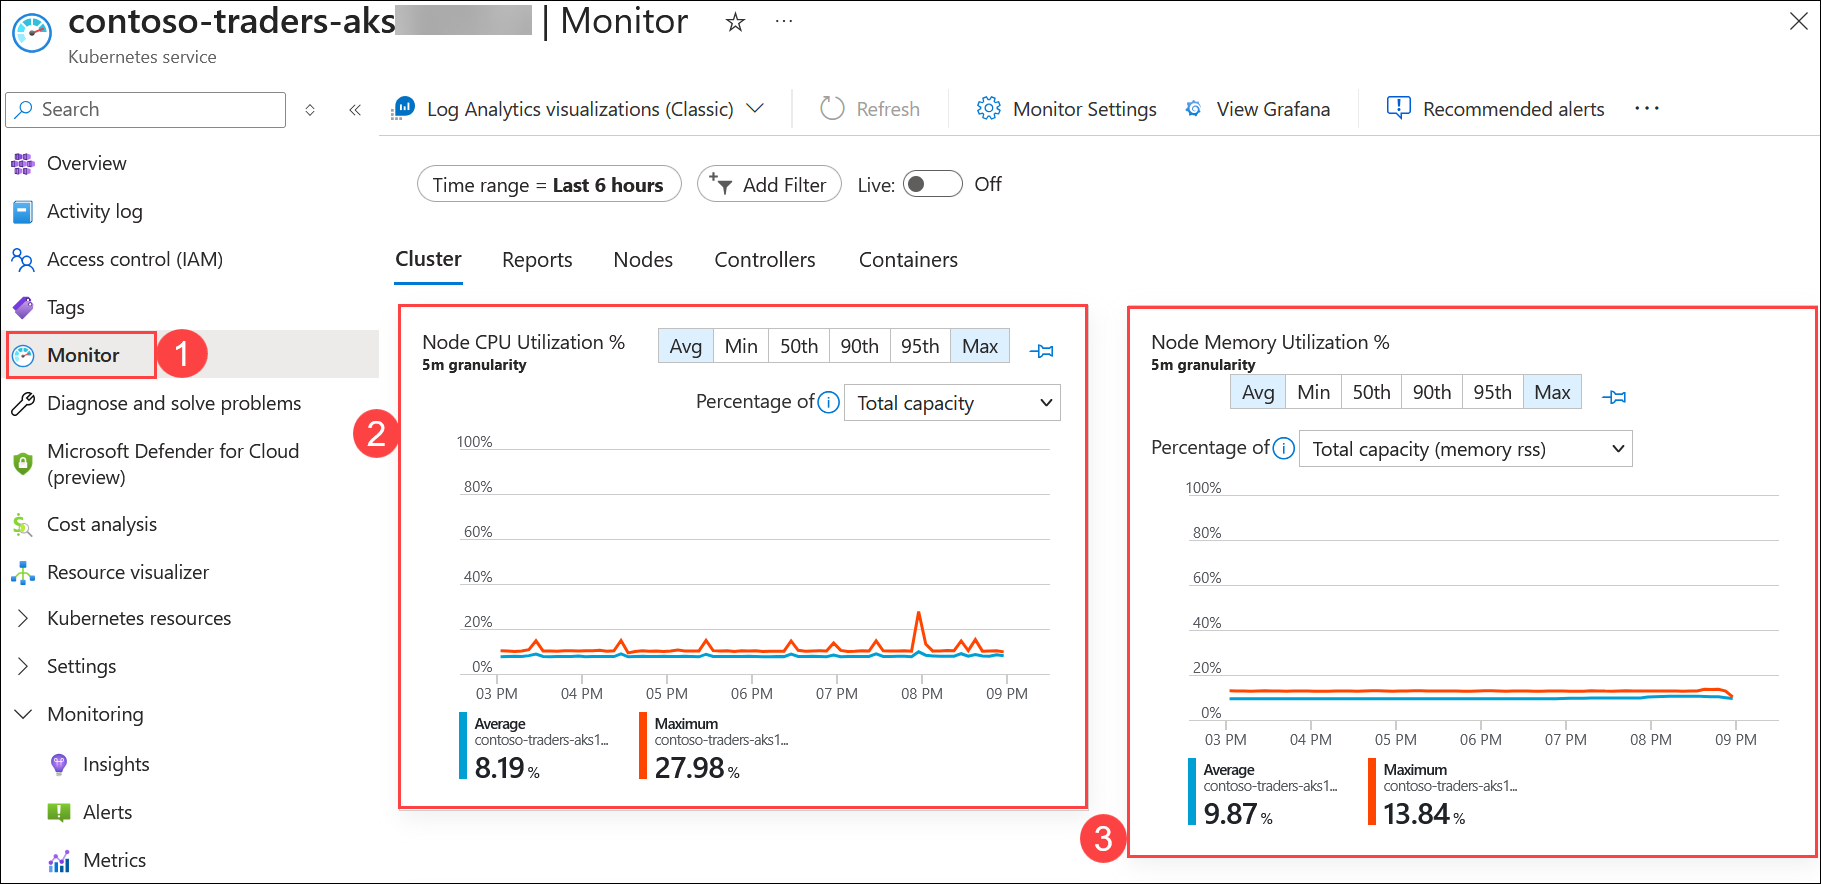 contoso-traders-aks | Monitor
Kubernetes service
Search
Log Analytics visualizations (Classic)
Refresh
Monitor Settings
View Grafana
Recommended alerts
Overview
Activity log
Access control (IAM)
Tags
Monitor
1
Diagnose and solve problems
Microsoft Defender for Cloud
(preview)
Cost analysis
Resource visualizer
Kubernetes resources
Settings
Monitoring
Insights
Alerts
Metrics
Time range = Last 6 hours
Add Filter
Live:
Off
Cluster
Reports
Nodes
Controllers
Containers
2
Node CPU Utilization %
5m granularity
Avg
Min
50th
90th
95th
Max
Percentage of
Total capacity
100%
80%
60%
40%
20%
0%
03 PM
04 PM
05 PM
06 PM
07 PM
08 PM
09 PM
Average
contoso-traders-aks1...
8.19 %
Maximum
contoso-traders-aks1...
27.98 %
3
Node Memory Utilization %
5m granularity
Avg
Min
50th
90th
95th
Max
Percentage of
Total capacity (memory rss)
100%
80%
60%
40%
20%
0%
03 PM
04 PM
05 PM
06 PM
07 PM
08 PM
09 PM
Average
contoso-traders-aks1...
9.87 %
Maximum
contoso-traders-aks1...
13.84 %